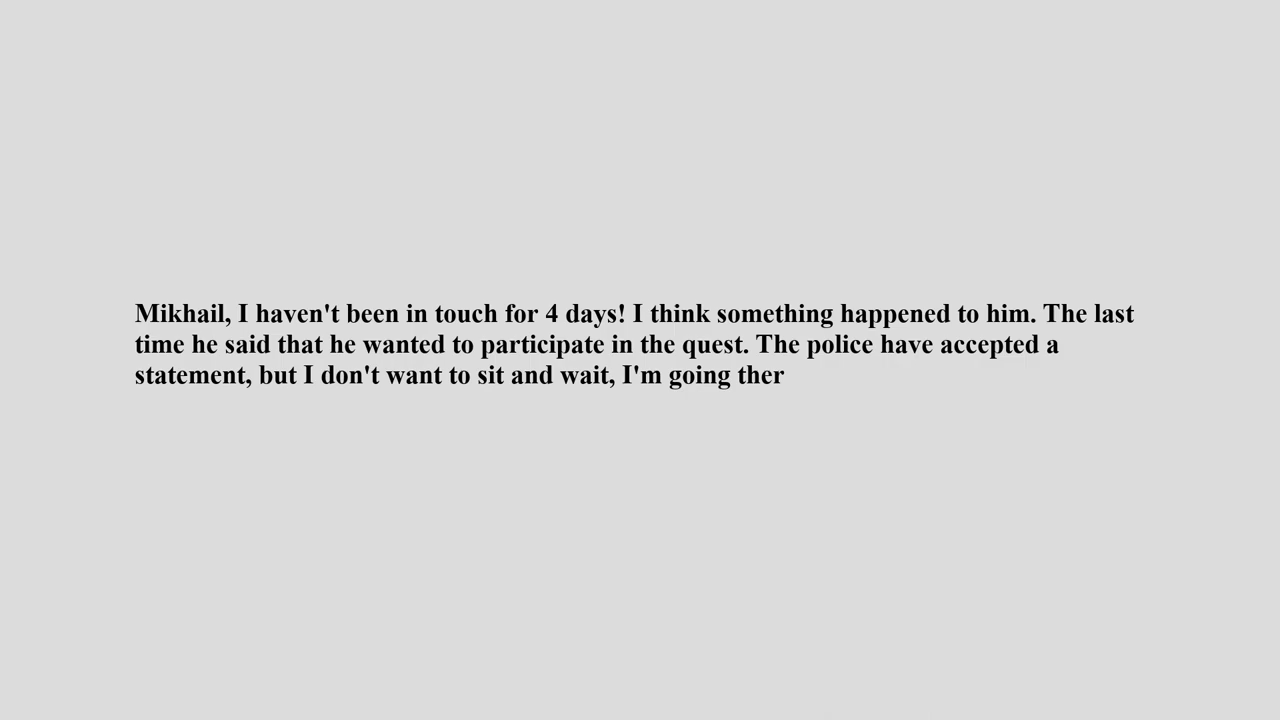 Mikhail, I haven't been in touch for 4 days! I think something happened to him. The last
time he said that he wanted to participate in the quest. The police have accepted a
statement, but I don't want to sit and wait, I'm going ther